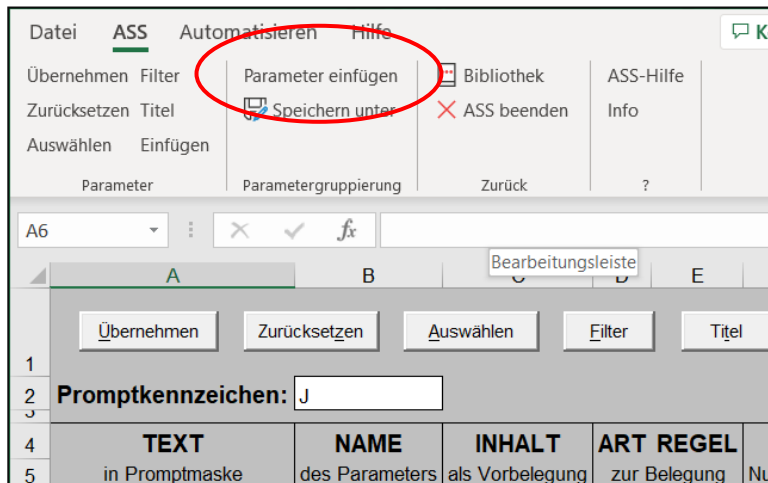 Datei ASS Automatisieren Hilfe
Übernehmen Filter Parameter einfügen Bibliothek ASS-Hilfe
Zurücksetzen Titel Speichern unter ASS beenden Info
Auswählen Einfügen
Parameter Parametergruppierung Zurück ?
A6 fx
Bearbeitungsleiste
A B C D E
Übernehmen Zurücksetzen Auswählen Filter Titel
1
2 Promptkennzeichen: J
3
4 TEXT NAME INHALT ART REGEL
5 in Promptmaske des Parameters als Vorbelegung zur Belegung